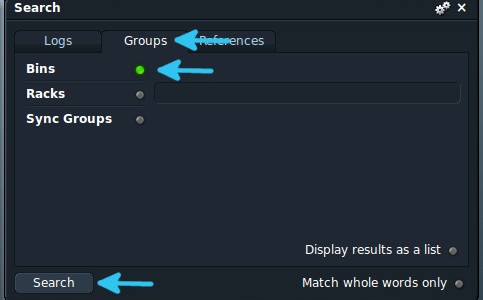 Search
Logs Groups References
Bins
Racks
Sync Groups
Display results as a list
Search Match whole words only